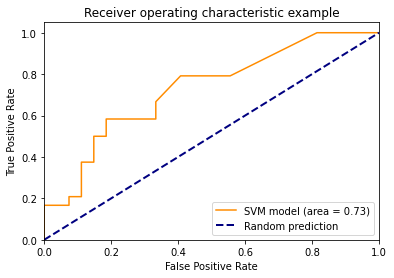 Receiver operating characteristic example
True Positive Rate
1.0
0.8
0.6
0.4
0.2
0.0
SVM model (area = 0.73)
Random prediction
0.0 0.2 0.4 0.6 0.8 1.0
False Positive Rate